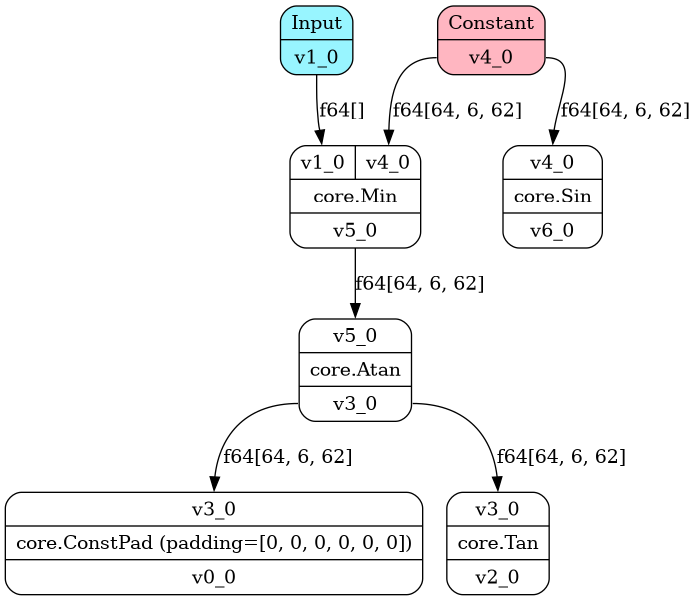 Input
v1_0
Constant
v4_0
f64[]
f64[64, 6, 62]
f64[64, 6, 62]
v1_0
v4_0
core.Min
v5_0
v4_0
core.Sin
v6_0
f64[64, 6, 62]
v5_0
core.Atan
v3_0
f64[64, 6, 62]
f64[64, 6, 62]
v3_0
core.ConstPad (padding=[0, 0, 0, 0, 0, 0])
v0_0
v3_0
core.Tan
v2_0